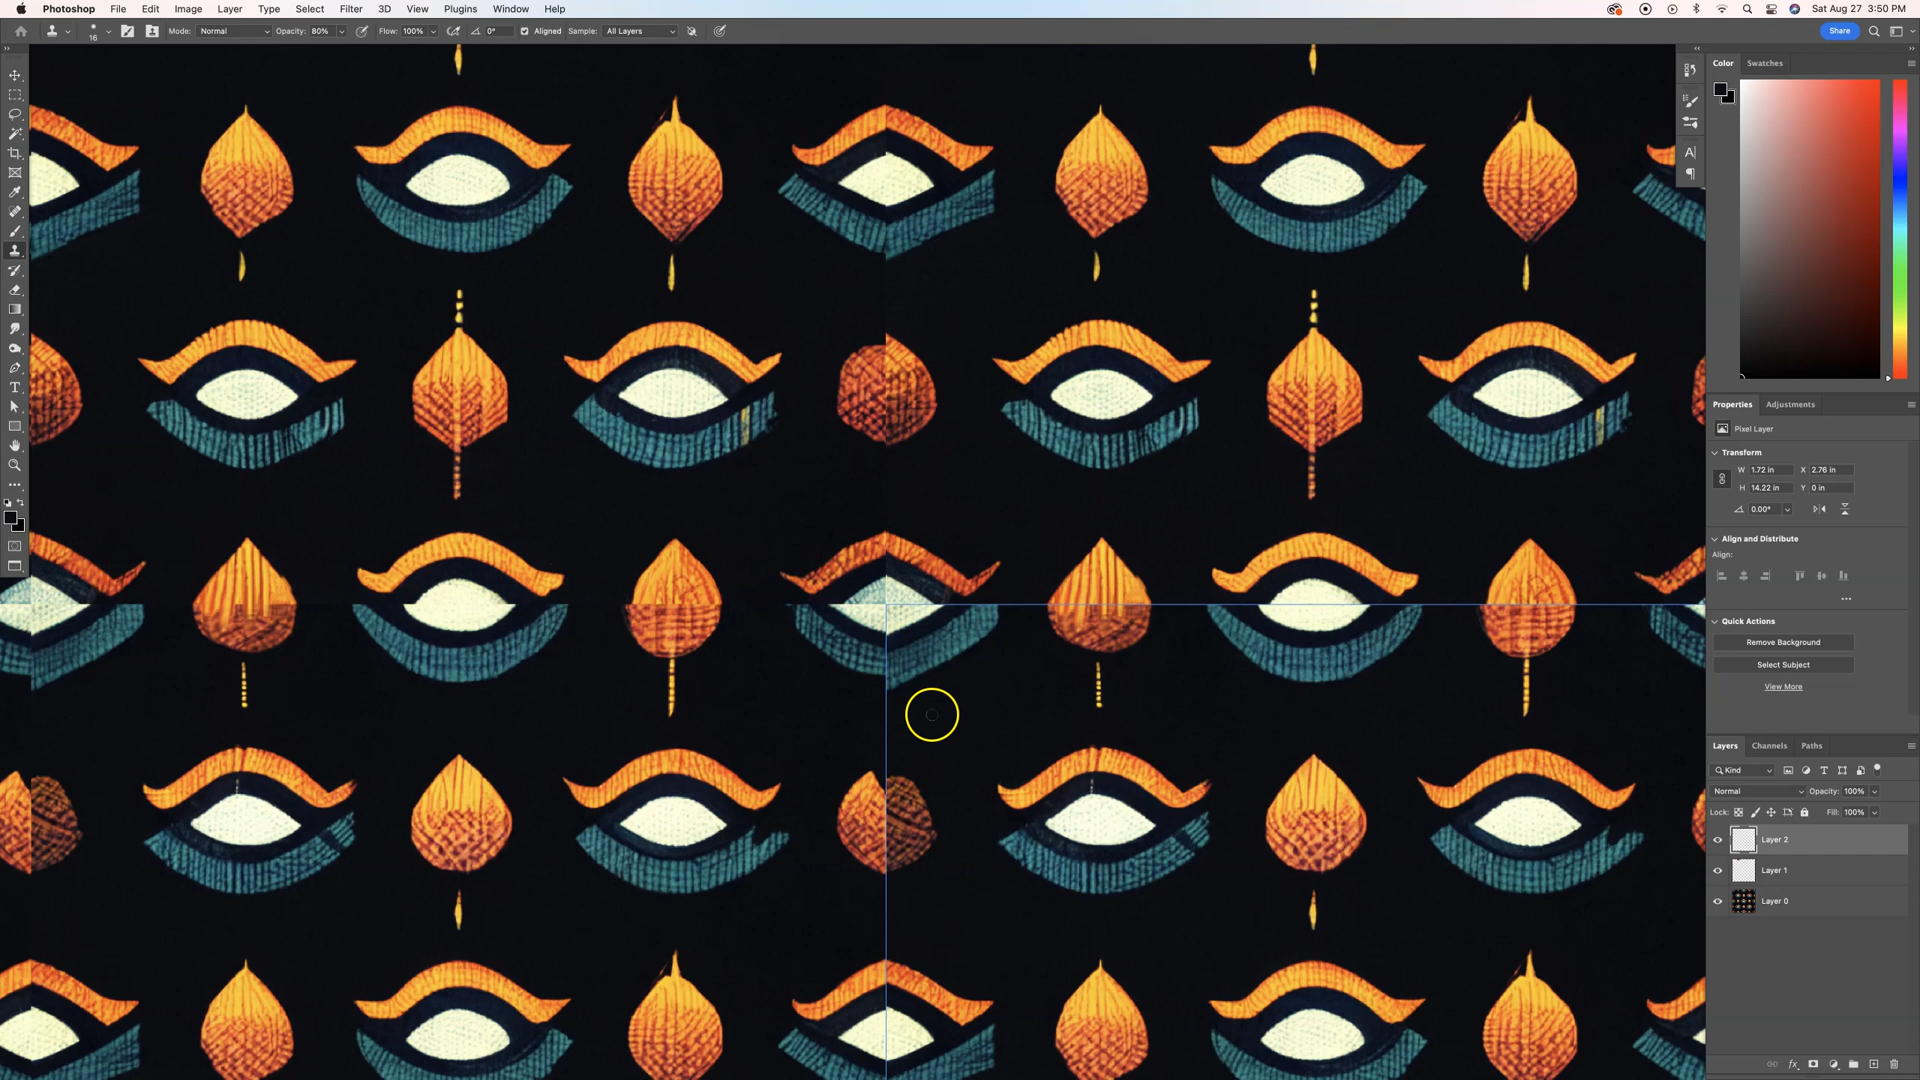 Photoshop File Edit Image Layer Type Select Filter 3D View Plugins Window Help Sat Aug 27 3:50 PM
16 Mode: Normal Opacity: 80% Flow: 100% 0° Aligned Sample: All Layers Share
Color Swatches
Properties Adjustments
Pixel Layer
Transform
W 1.72 in X 2.76 in
H 14.22 in Y 0 in
0.00°
Align and Distribute
Align:
Quick Actions
Remove Background
Select Subject
View More
Layers Channels Paths
Kind
Normal Opacity: 100%
Lock: Fill: 100%
Layer 2
Layer 1
Layer 0